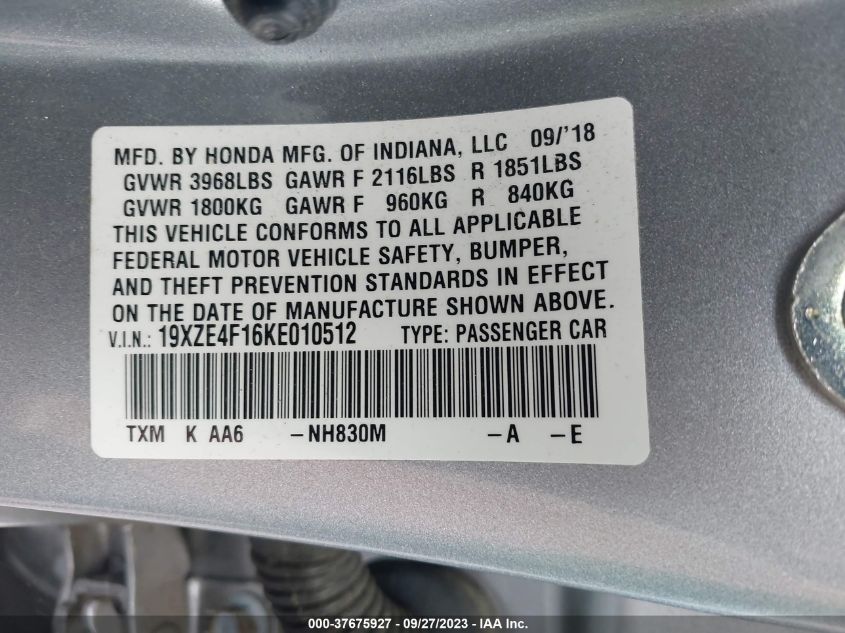 MFD. BY HONDA MFG. OF INDIANA, LLC 09/'18
GVWR 3968LBS GAWR F 2116LBS R 1851LBS
GVWR 1800KG GAWR F 960KG R 840KG
THIS VEHICLE CONFORMS TO ALL APPLICABLE
FEDERAL MOTOR VEHICLE SAFETY, BUMPER,
AND THEFT PREVENTION STANDARDS IN EFFECT
ON THE DATE OF MANUFACTURE SHOWN ABOVE.
V.I.N.: 19XZE4F16KE010512 TYPE: PASSENGER CAR
TXM K AA6 –NH830M –A –E
000-37675927 - 09/27/2023 - IAA Inc.